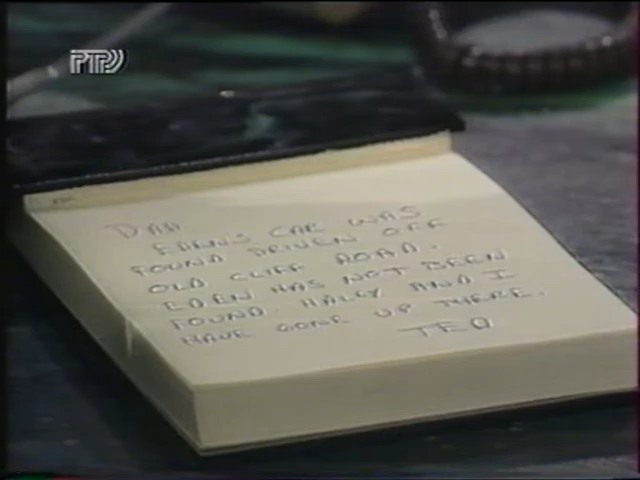 РТР
DAD
EDEN'S CAR WAS
FOUND DRIVEN OFF
OLD CLIFF ROAD.
EDEN HAS NOT BEEN
FOUND. HALEY AND I
HAVE GONE UP THERE.
TED